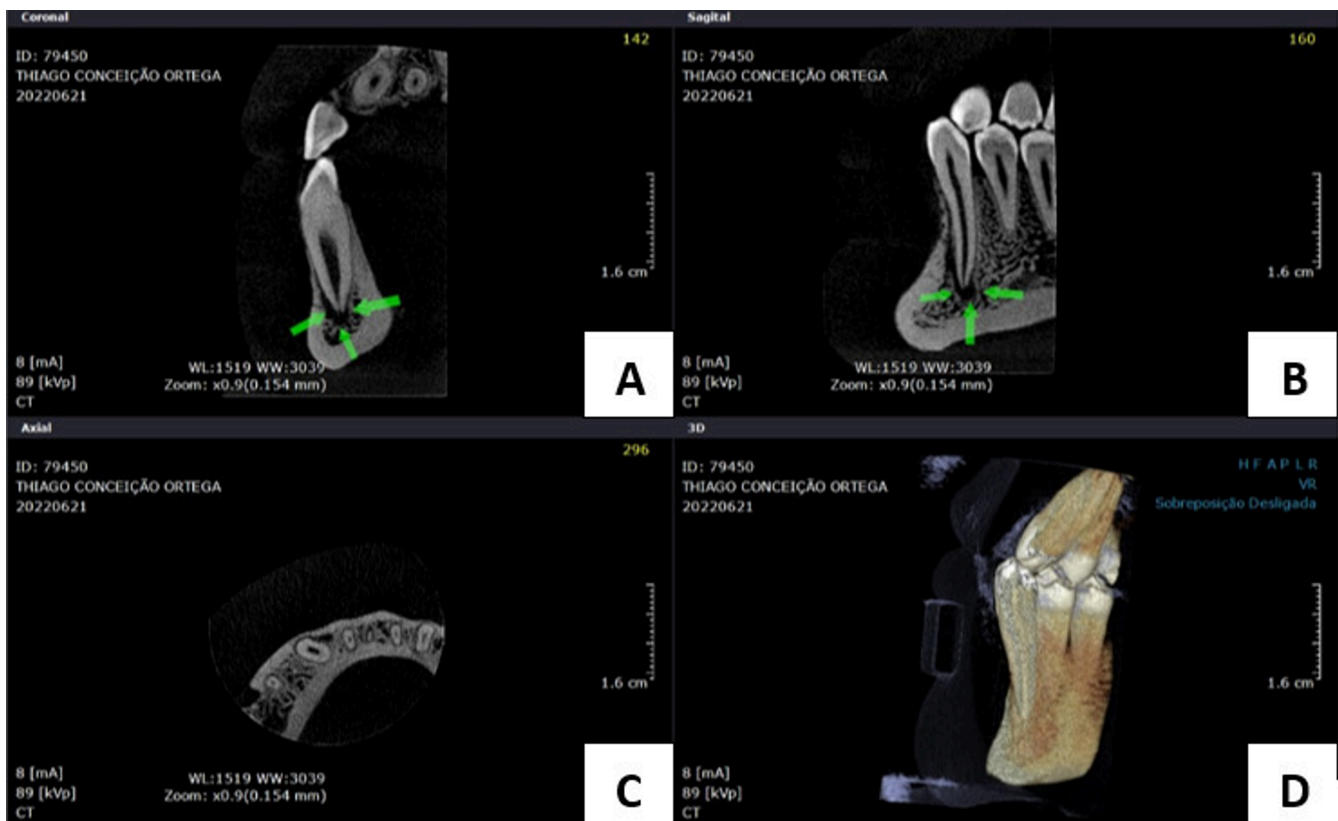 Coronal
142
ID: 79450
THIAGO CONCEIÇÃO ORTEGA
20220621
1.6 cm
8 [mA]
89 [kVp]
CT
WL:1519 WW:3039
Zoom: x0.9(0.154 mm)
A
Sagital
160
ID: 79450
THIAGO CONCEIÇÃO ORTEGA
20220621
1.6 cm
8 [mA]
89 [kVp]
CT
WL:1519 WW:3039
Zoom: x0.9(0.154 mm)
B
Axial
296
ID: 79450
THIAGO CONCEIÇÃO ORTEGA
20220621
1.6 cm
8 [mA]
89 [kVp]
CT
WL:1519 WW:3039
Zoom: x0.9(0.154 mm)
C
3D
ID: 79450
THIAGO CONCEIÇÃO ORTEGA
20220621
H F A P L R
VR
Sobreposição Desligada
1.6 cm
8 [mA]
89 [kVp]
CT
D